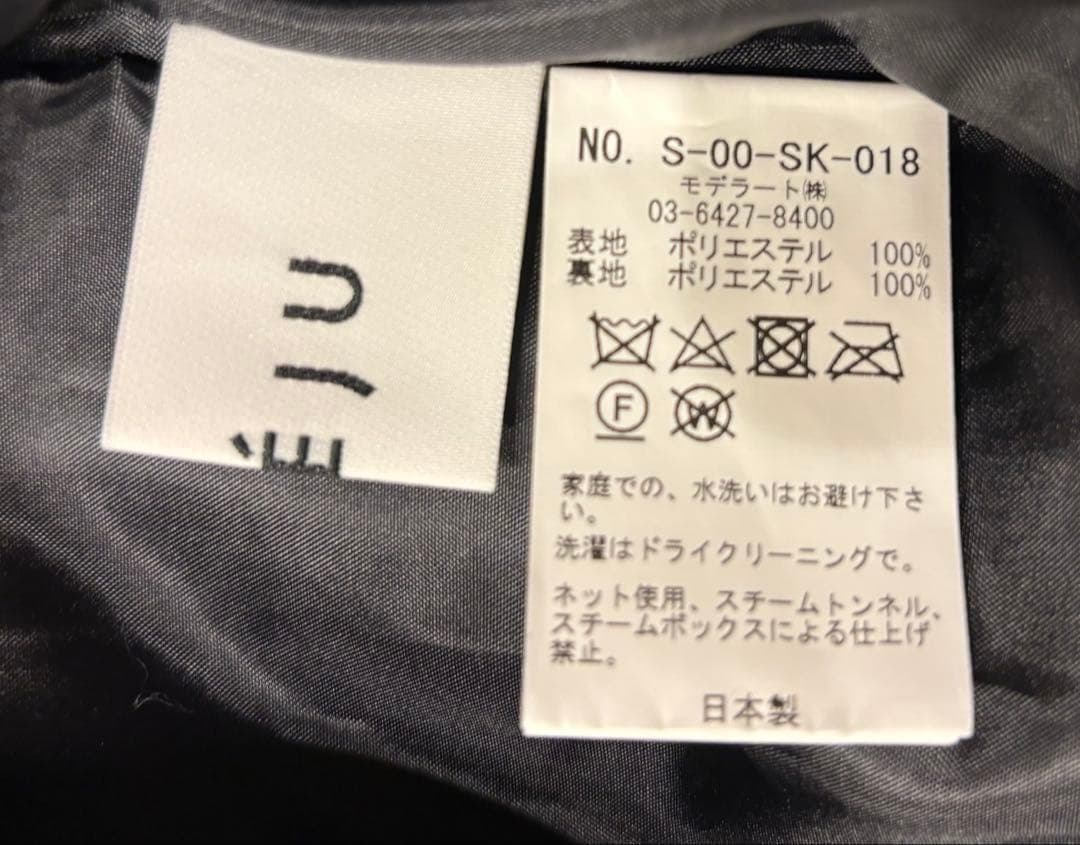 NO. S-00-SK-018
モデラート㈱
03-6427-8400
表地 ポリエステル 100%
裏地 ポリエステル 100%
F
W
家庭での、水洗いはお避け下さ
い。
洗濯はドライクリーニングで。
ネット使用、スチームトンネル、
スチームボックスによる仕上げ
禁止。
日本製